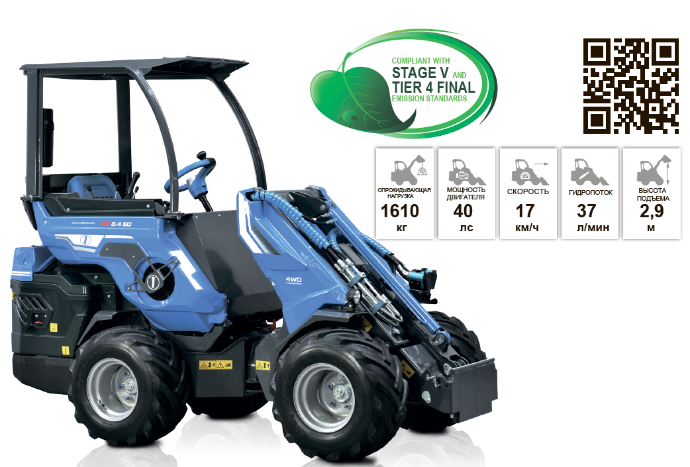 COMPLIANT WITH
STAGE V AND
TIER 4 FINAL
EMISSION STANDARDS
ОПРОКИДЫВАЮЩАЯ
НАГРУЗКА
1610
кг
МОЩНОСТЬ
ДВИГАТЕЛЯ
40
лс
СКОРОСТЬ
17
км/ч
ГИДРОПОТОК
37
л/мин
ВЫСОТА
ПОДЪЕМА
2,9
м
4WD